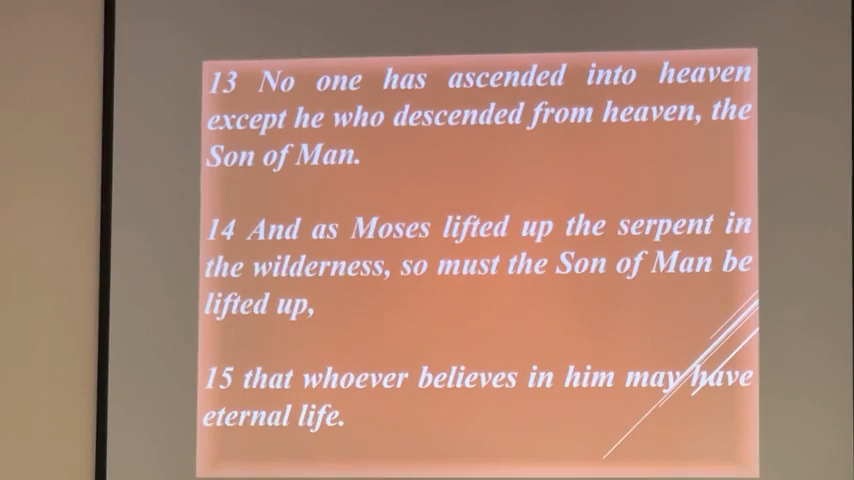 13 No one has ascended into heaven
except he who descended from heaven, the
Son of Man.
14 And as Moses lifted up the serpent in
the wilderness, so must the Son of Man be
lifted up,
15 that whoever believes in him may have
eternal life.